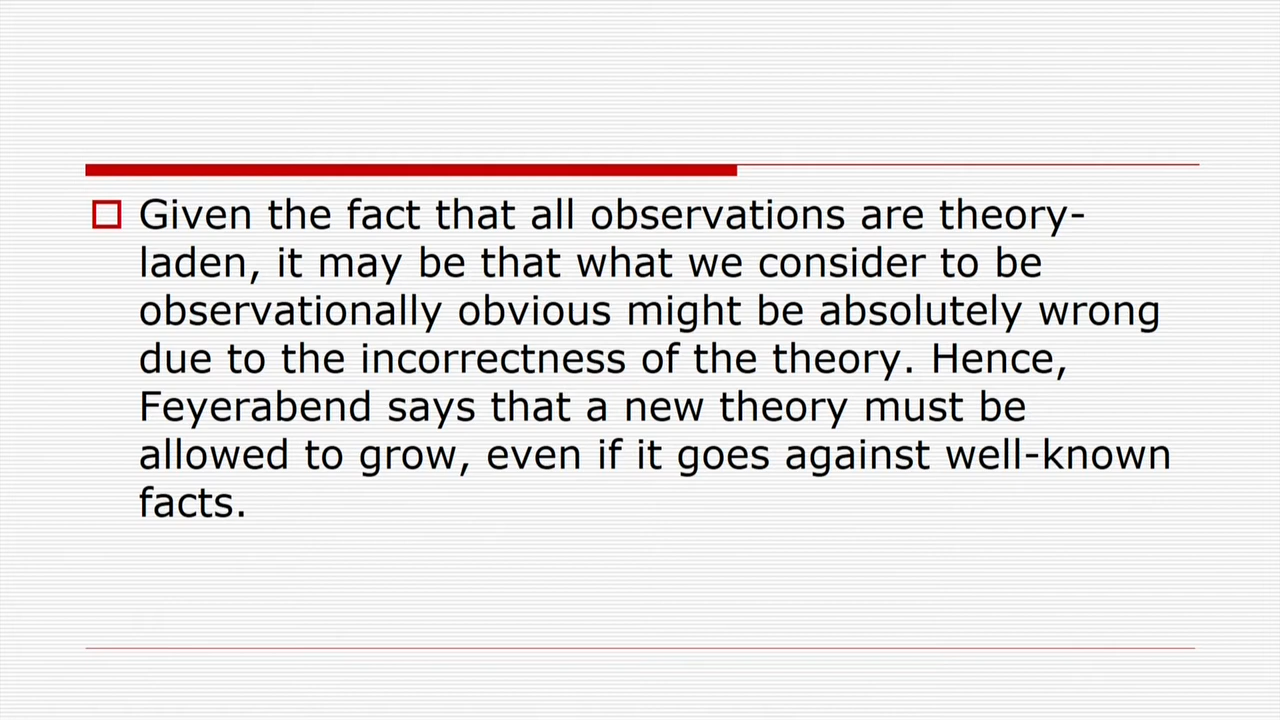 Given the fact that all observations are theory-
laden, it may be that what we consider to be
observationally obvious might be absolutely wrong
due to the incorrectness of the theory. Hence,
Feyerabend says that a new theory must be
allowed to grow, even if it goes against well-known
facts.